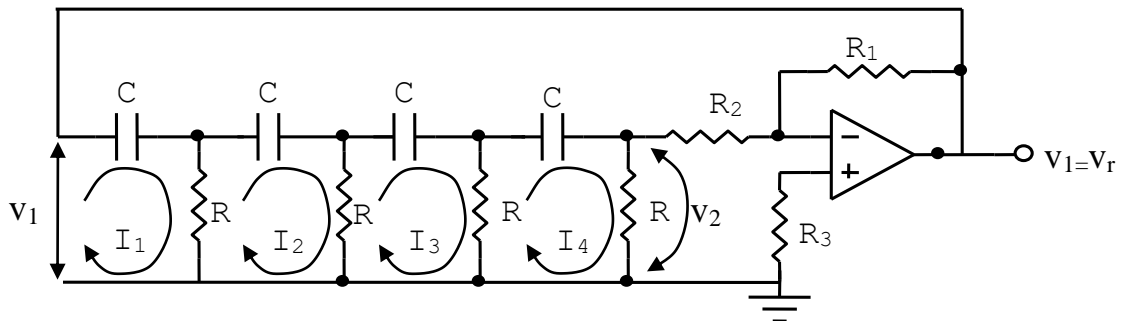 R₁
C C C C
R₂
v₁=vᵣ
v₁ R R R R v₂
I₁ I₂ I₃ I₄
R₃